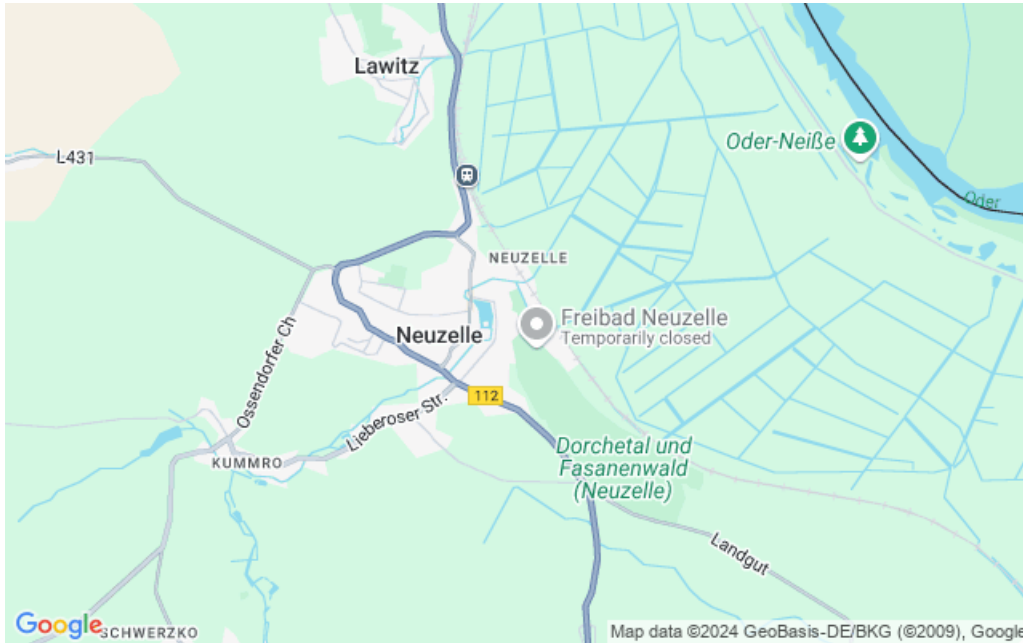 Lawitz
Oder-Neiße
L431
Oder
NEUZELLE
Freibad Neuzelle
Temporarily closed
Neuzelle
Ossendorfer Ch
112
Lieberoser Str.
Dorchetal und
Fasanenwald
(Neuzelle)
KUMMRO
Landgut
Google
SCHWERZKO
Map data ©2024 GeoBasis-DE/BKG (©2009), Google